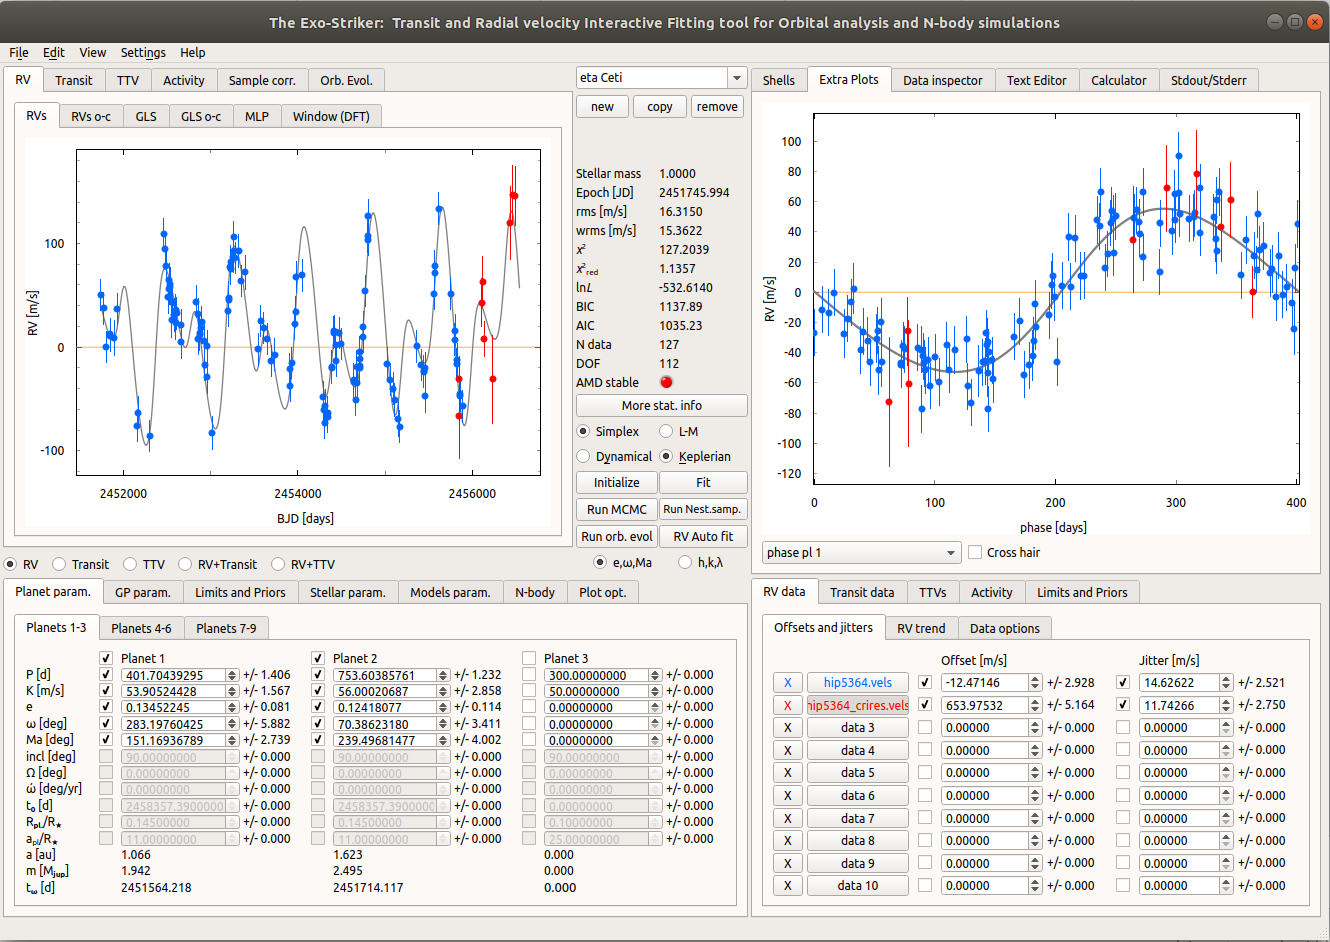 The Exo-Striker: Transit and Radial velocity Interactive Fitting tool for Orbital analysis and N-body simulations
File Edit View Settings Help
RV Transit TTV Activity Sample corr. Orb. Evol.
RVs RVs o-c GLS GLS o-c MLP Window (DFT)
RV [m/s]
100
0
-100
2452000 2454000 2456000
BJD [days]
eta Ceti
new copy remove
Stellar mass 1.0000
Epoch [JD] 2451745.994
rms [m/s] 16.3150
wrms [m/s] 15.3622
χ² 127.2039
χ²red 1.1357
lnL -532.6140
BIC 1137.89
AIC 1035.23
N data 127
DOF 112
AMD stable
More stat. info
Simplex L-M
Dynamical Keplerian
Initialize Fit
Run MCMC Run Nest.samp.
Run orb. evol RV Auto fit
e,ω,Ma h,k,λ
Shells Extra Plots Data inspector Text Editor Calculator Stdout/Stderr
RV [m/s]
100
80
60
40
20
0
-20
-40
-60
-80
-100
-120
0 100 200 300 400
phase [days]
phase pl 1 Cross hair
RV Transit TTV RV+Transit RV+TTV
Planet param. GP param. Limits and Priors Stellar param. Models param. N-body Plot opt.
Planets 1-3 Planets 4-6 Planets 7-9
Planet 1 Planet 2 Planet 3
P [d] 401.70439295 +/- 1.406 753.60385761 +/- 1.232 300.00000000 +/- 0.000
K [m/s] 53.90524428 +/- 1.567 56.00020687 +/- 2.858 50.00000000 +/- 0.000
e 0.13452245 +/- 0.081 0.12418077 +/- 0.114 0.00000000 +/- 0.000
ω [deg] 283.19760425 +/- 5.882 70.38623180 +/- 3.411 0.00000000 +/- 0.000
Ma [deg] 151.16936789 +/- 2.739 239.49681477 +/- 4.002 0.00000000 +/- 0.000
incl [deg] 90.00000000 +/- 0.000 90.00000000 +/- 0.000 90.00000000 +/- 0.000
Ω [deg] 0.00000000 +/- 0.000 0.00000000 +/- 0.000 0.00000000 +/- 0.000
ώ [deg/yr] 0.00000000 +/- 0.000 0.00000000 +/- 0.000 0.00000000 +/- 0.000
t₀ [d] 2458357.3900000 +/- 0.000 2458357.3900000 +/- 0.000 0.00000000 +/- 0.000
Rpl/R★ 0.14500000 +/- 0.000 0.14500000 +/- 0.000 0.10000000 +/- 0.000
apl/R★ 11.00000000 +/- 0.000 11.00000000 +/- 0.000 25.00000000 +/- 0.000
a [au] 1.066 1.623 0.000
m [Mjup] 1.942 2.495 0.000
tω [d] 2451564.218 2451714.117 0.000
RV data Transit data TTVs Activity Limits and Priors
Offsets and jitters RV trend Data options
Offset [m/s] Jitter [m/s]
X hip5364.vels -12.47146 +/- 2.928 14.62622 +/- 2.521
X hip5364_crires.vels 653.97532 +/- 5.164 11.74266 +/- 2.750
X data 3 0.00000 +/- 0.000 0.00000 +/- 0.000
X data 4 0.00000 +/- 0.000 0.00000 +/- 0.000
X data 5 0.00000 +/- 0.000 0.00000 +/- 0.000
X data 6 0.00000 +/- 0.000 0.00000 +/- 0.000
X data 7 0.00000 +/- 0.000 0.00000 +/- 0.000
X data 8 0.00000 +/- 0.000 0.00000 +/- 0.000
X data 9 0.00000 +/- 0.000 0.00000 +/- 0.000
X data 10 0.00000 +/- 0.000 0.00000 +/- 0.000